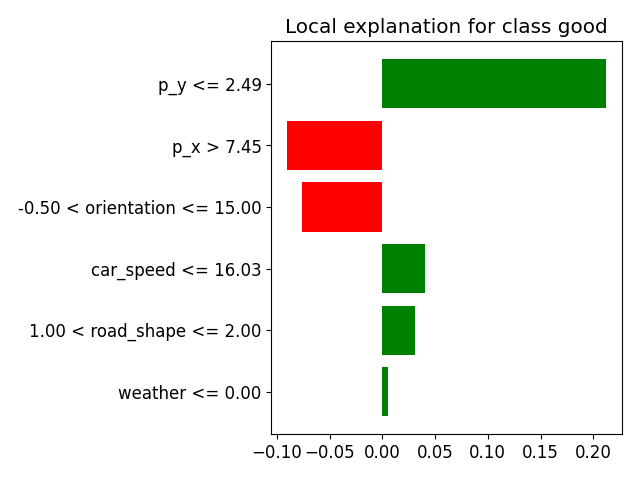 Local explanation for class good
p_y <= 2.49
p_x > 7.45
-0.50 < orientation <= 15.00
car_speed <= 16.03
1.00 < road_shape <= 2.00
weather <= 0.00
−0.10 −0.05 0.00 0.05 0.10 0.15 0.20